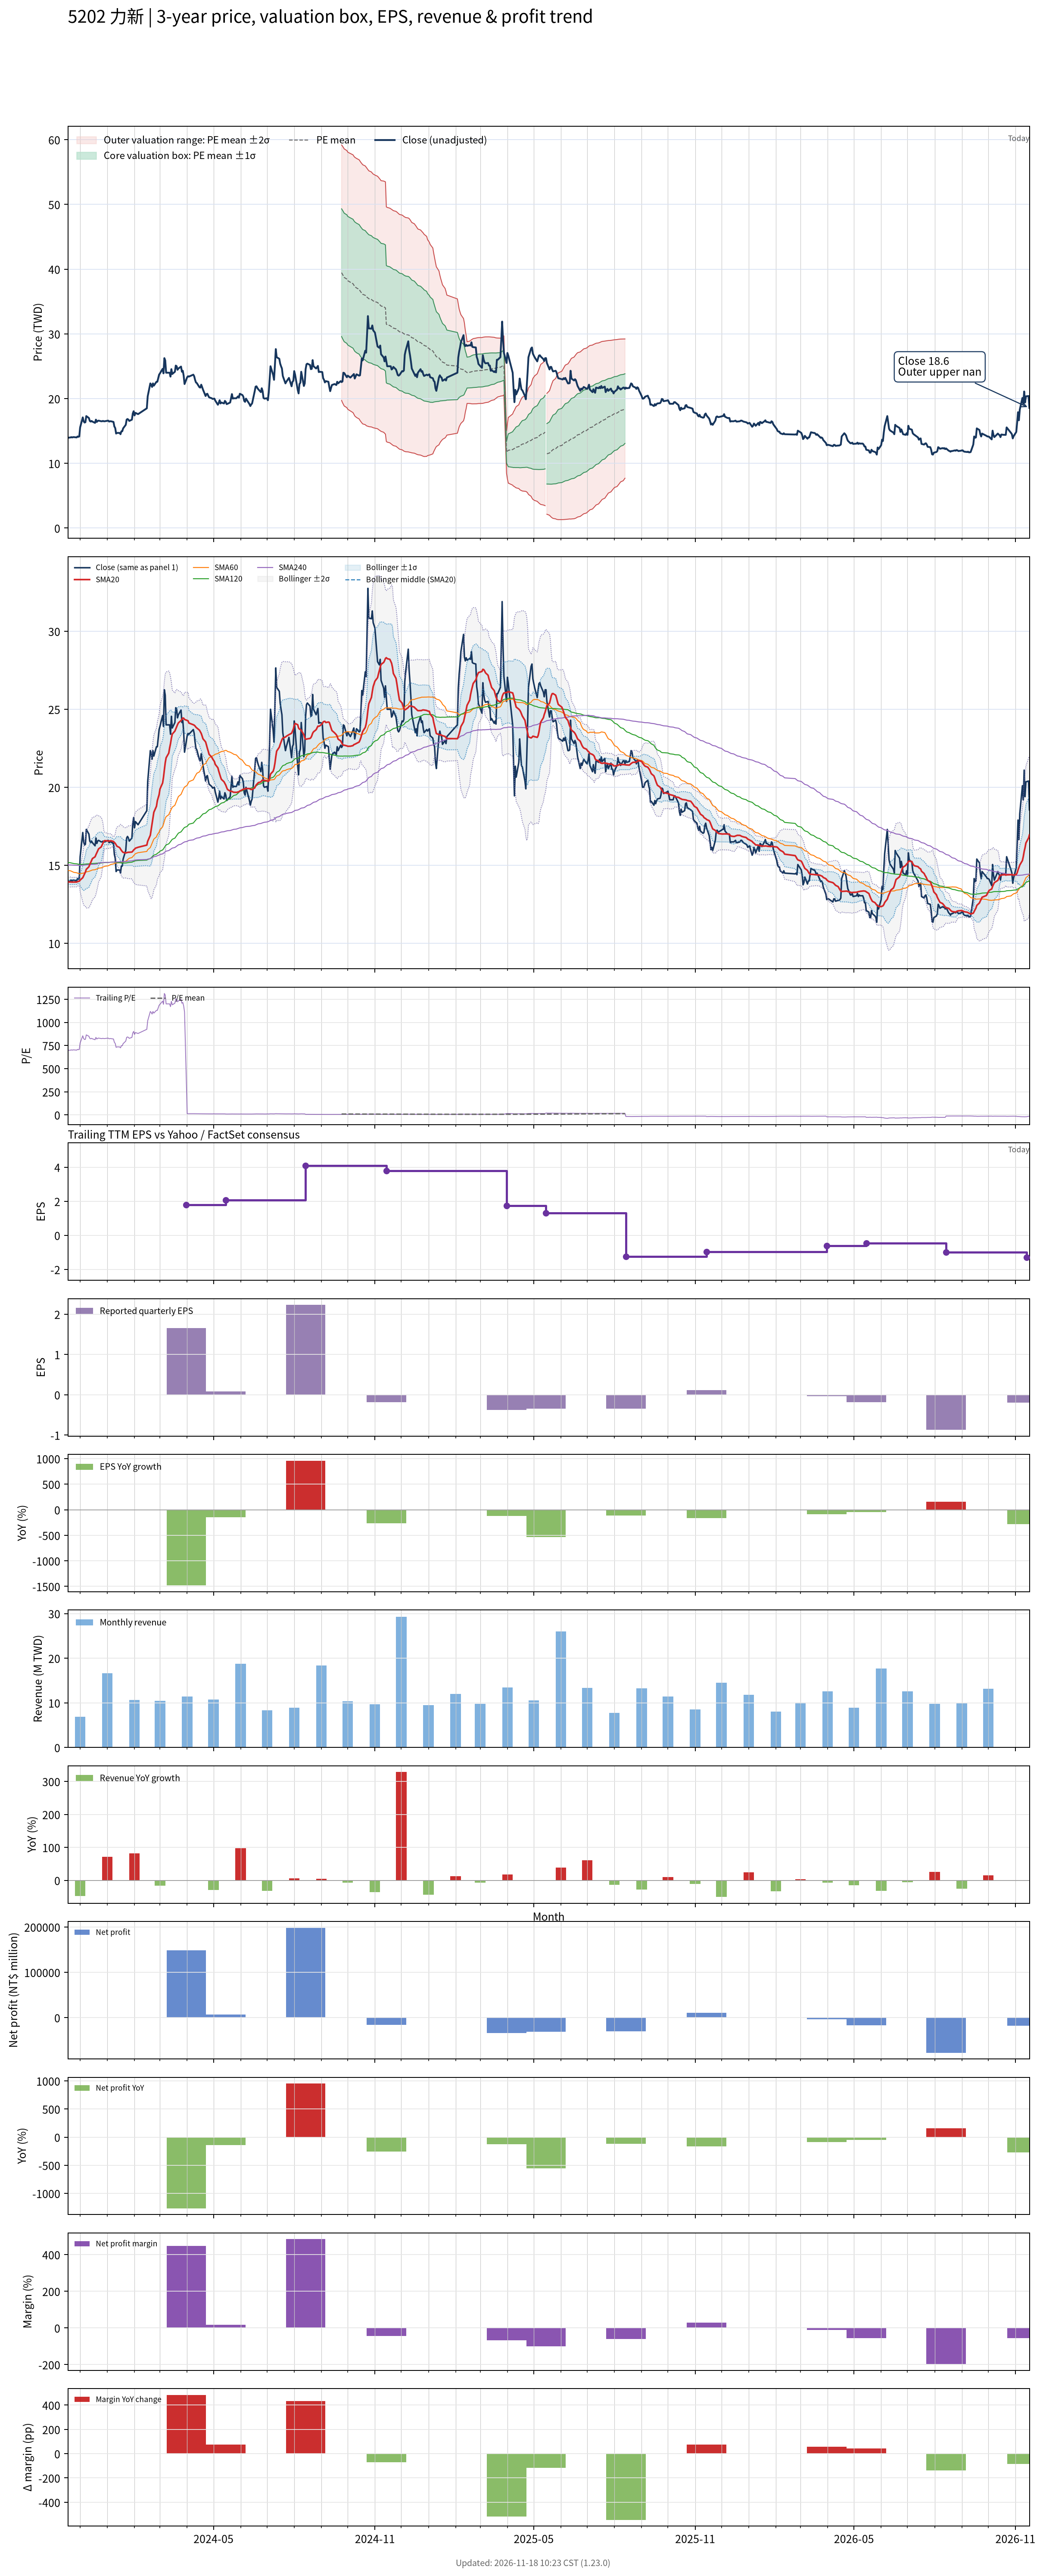 5202 力新 | 3-year price, valuation box, EPS, revenue & profit trend
Outer valuation range: PE mean ±2σ
PE mean
Close (unadjusted)
Core valuation box: PE mean ±1σ
Today
60
50
40
30
20
10
0
Price (TWD)
Close 18.6
Outer upper nan
Close (same as panel 1)
SMA20
SMA60
SMA120
SMA240
Bollinger ±2σ
Bollinger ±1σ
Bollinger middle (SMA20)
30
25
20
15
10
Price
Trailing P/E
P/E mean
1250
1000
750
500
250
0
P/E
Trailing TTM EPS vs Yahoo / FactSet consensus
Today
4
2
0
-2
EPS
Reported quarterly EPS
2
1
0
-1
EPS
EPS YoY growth
1000
500
0
-500
-1000
-1500
YoY (%)
Monthly revenue
30
20
10
0
Revenue (M TWD)
Revenue YoY growth
300
200
100
0
YoY (%)
Month
Net profit
200000
100000
0
Net profit (NT$ million)
Net profit YoY
1000
500
0
-500
-1000
YoY (%)
Net profit margin
400
200
0
-200
Margin (%)
Margin YoY change
400
200
0
-200
-400
Δ margin (pp)
2024-05
2024-11
2025-05
2025-11
2026-05
2026-11
Updated: 2026-11-18 10:23 CST (1.23.0)